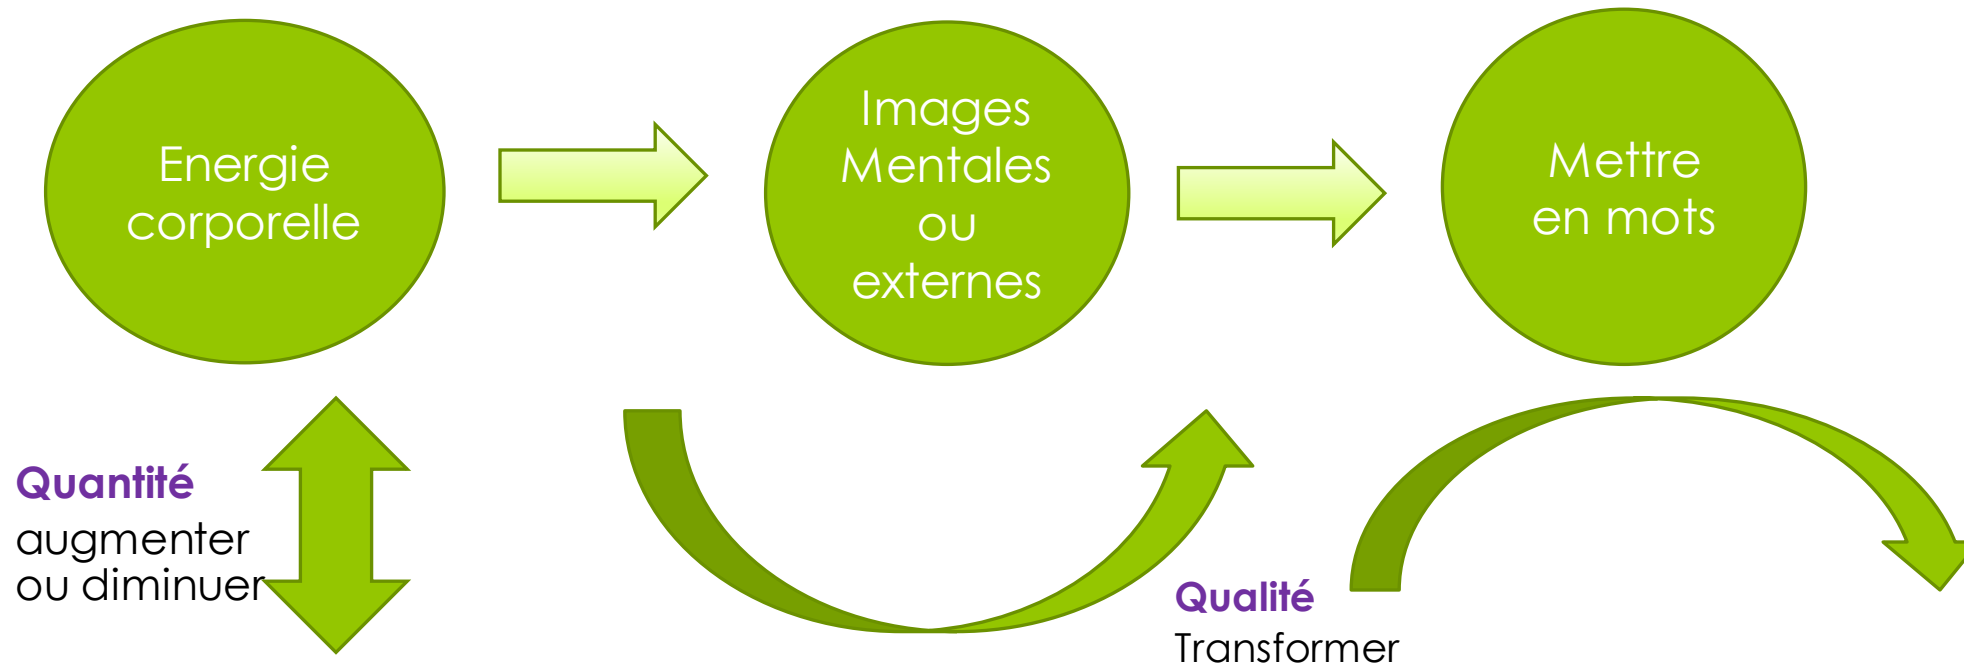 Energie
corporelle
Images
Mentales
ou
externes
Mettre
en mots
Quantité
augmenter
ou diminuer
Qualité
Transformer